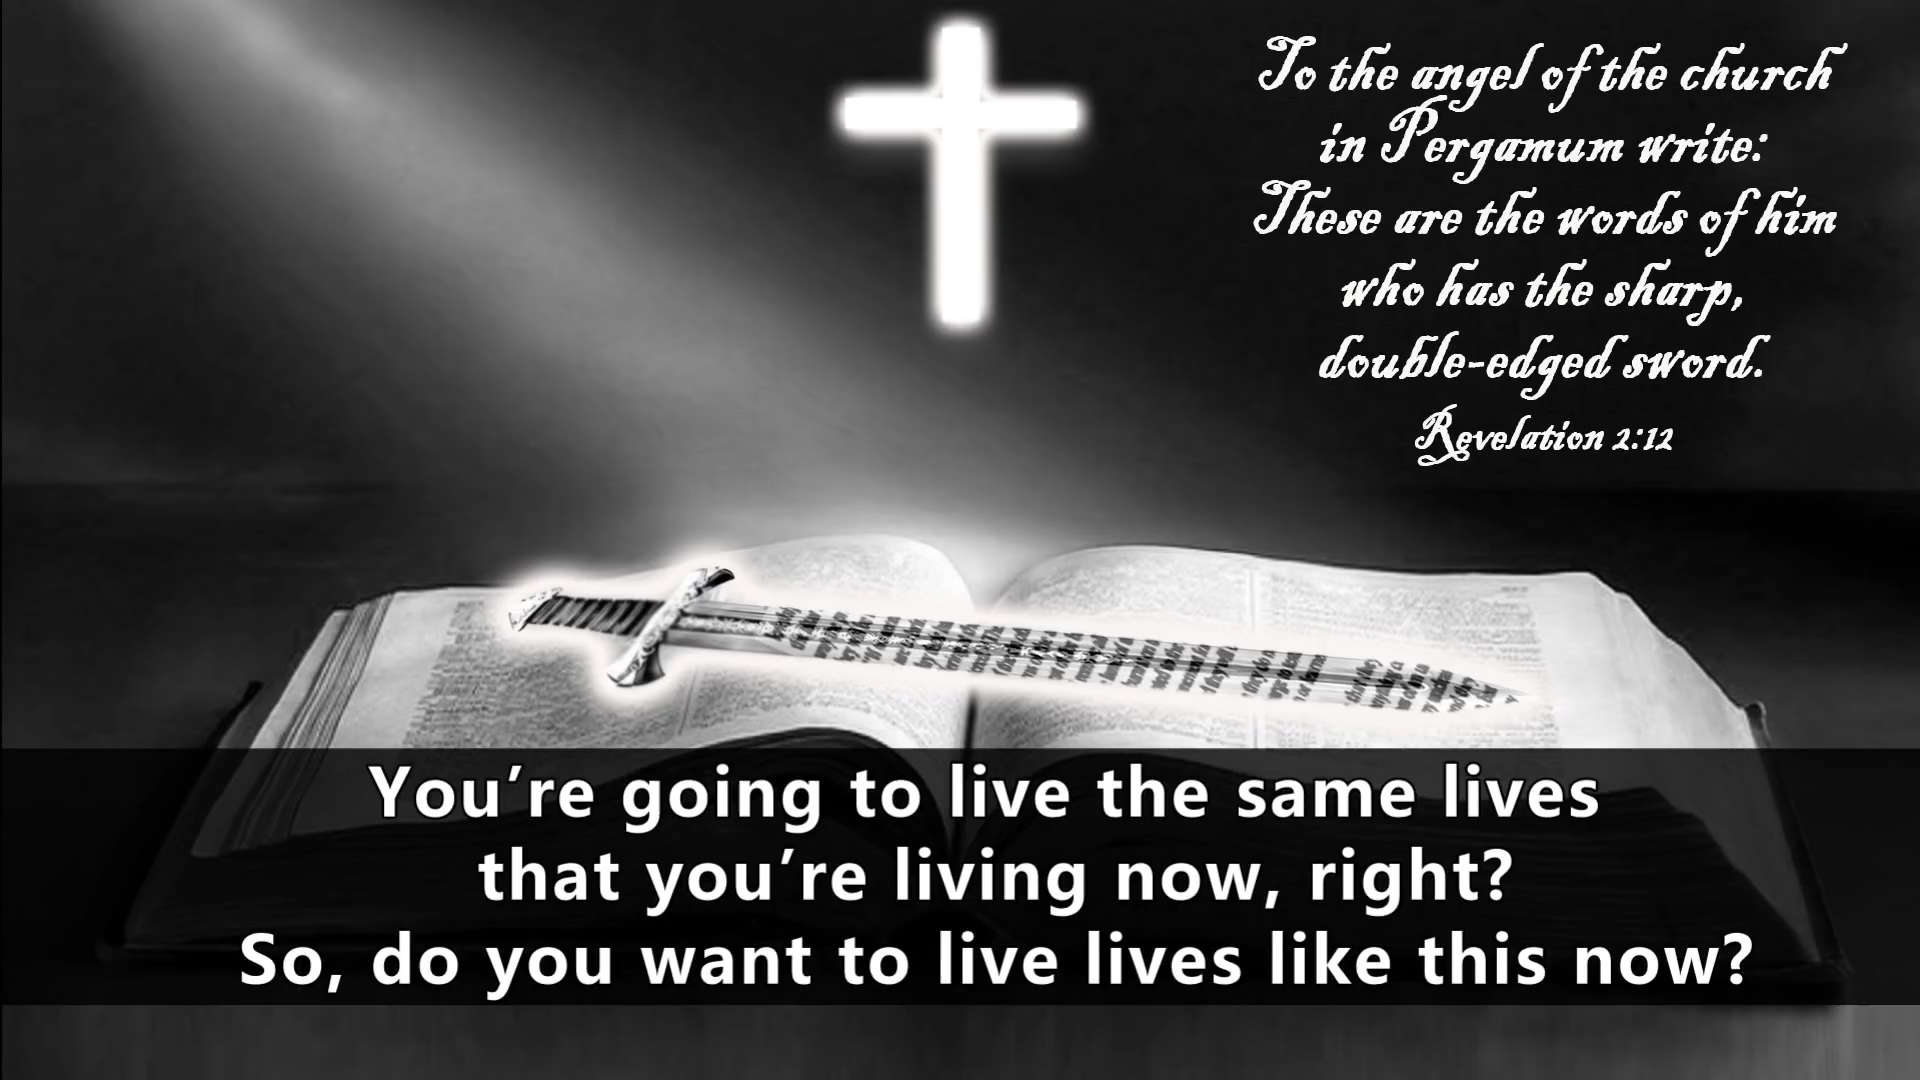 To the angel of the church
in Pergamum write:
These are the words of him
who has the sharp,
double-edged sword.
Revelation 2:12
You’re going to live the same lives
that you’re living now, right?
So, do you want to live lives like this now?